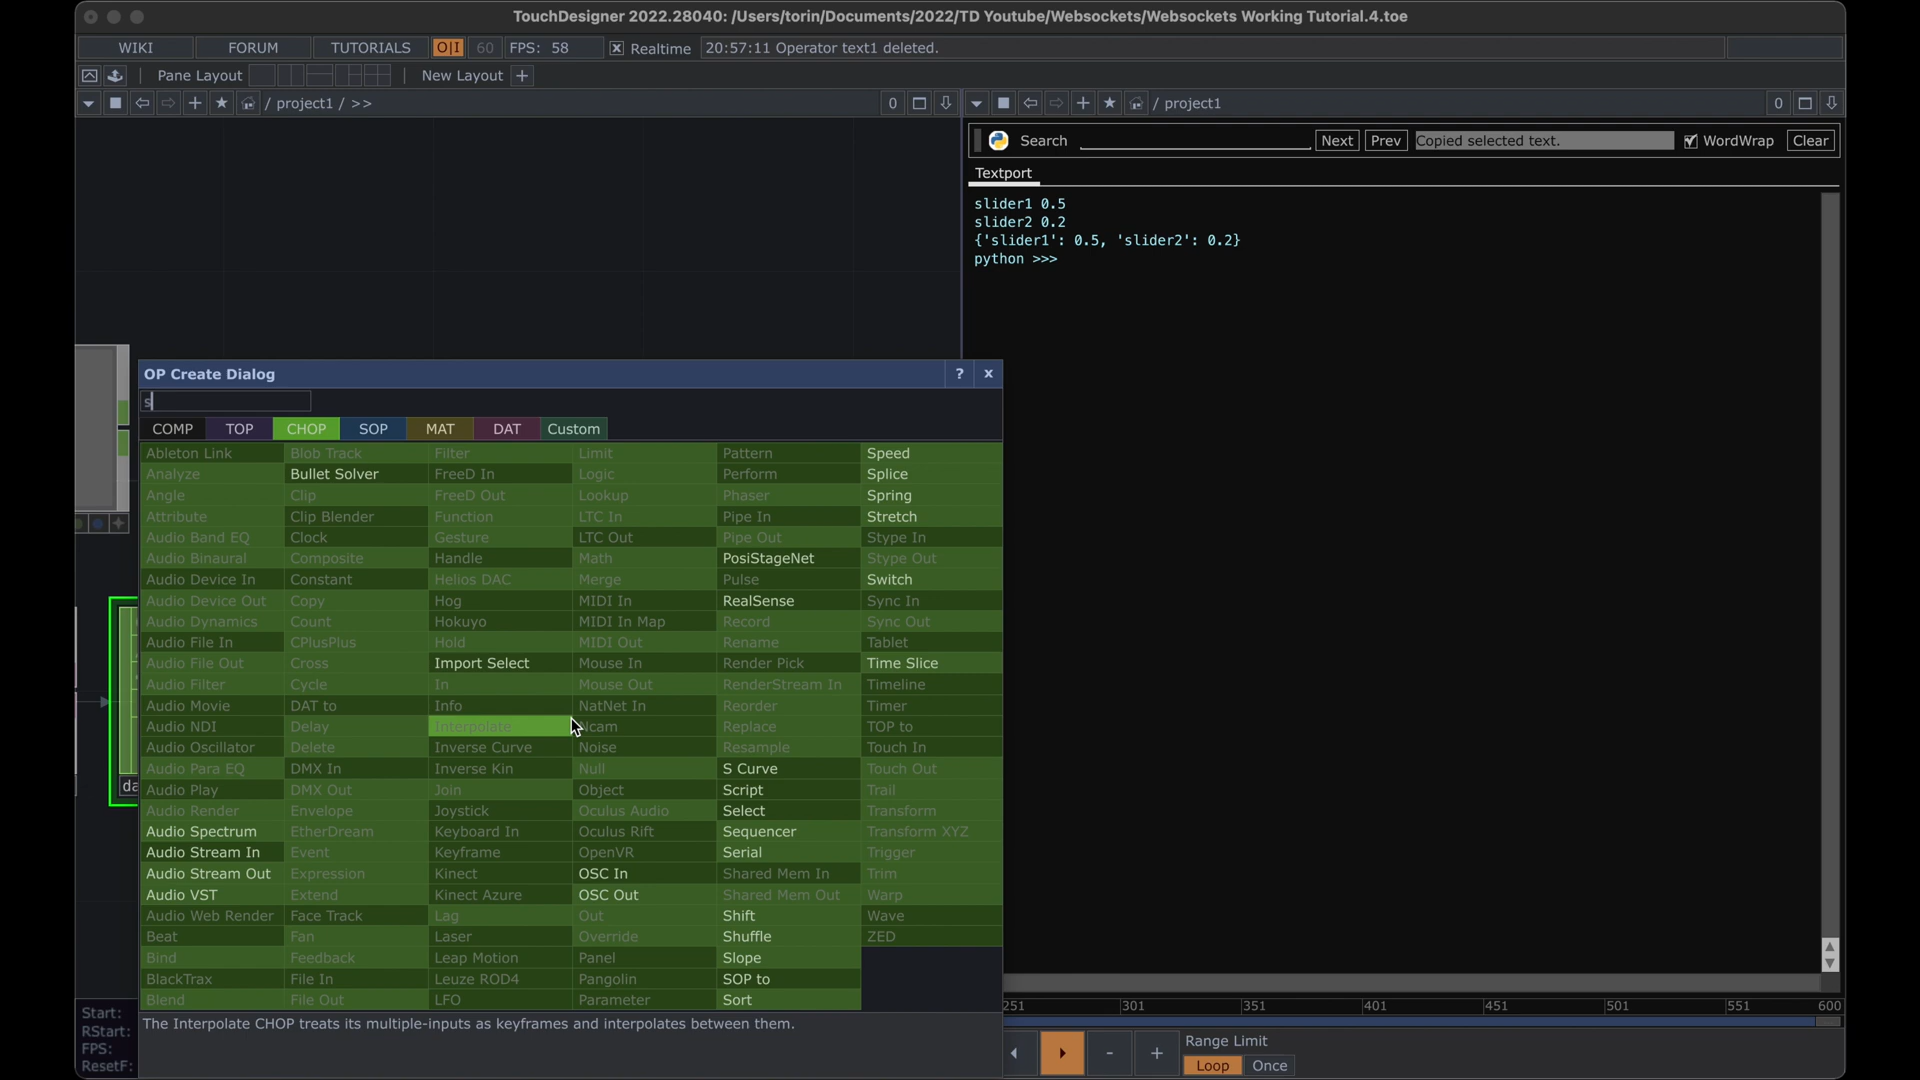 TouchDesigner 2022.28040: /Users/torin/Documents/2022/TD Youtube/Websockets/Websockets Working Tutorial.4.toe
WIKI FORUM TUTORIALS O|I 60 FPS: 58 Realtime 20:57:11 Operator text1 deleted.
Pane Layout New Layout +
/ project1 / >> 0 / project1 0
Search Next Prev Copied selected text. WordWrap Clear
Textport
slider1 0.5
slider2 0.2
{'slider1': 0.5, 'slider2': 0.2}
python >>>
OP Create Dialog ? x
s
COMP TOP CHOP SOP MAT DAT Custom
Ableton Link Blob Track Filter Limit Pattern Speed
Analyze Bullet Solver FreeD In Logic Perform Splice
Angle Clip FreeD Out Lookup Phaser Spring
Attribute Clip Blender Function LTC In Pipe In Stretch
Audio Band EQ Clock Gesture LTC Out Pipe Out Stype In
Audio Binaural Composite Handle Math PosiStageNet Stype Out
Audio Device In Constant Helios DAC Merge Pulse Switch
Audio Device Out Copy Hog MIDI In RealSense Sync In
Audio Dynamics Count Hokuyo MIDI In Map Record Sync Out
Audio File In CPlusPlus Hold MIDI Out Rename Tablet
Audio File Out Cross Import Select Mouse In Render Pick Time Slice
Audio Filter Cycle In Mouse Out RenderStream In Timeline
Audio Movie DAT to Info NatNet In Reorder Timer
Audio NDI Delay Interpolate Ncam Replace TOP to
Audio Oscillator Delete Inverse Curve Noise Resample Touch In
Audio Para EQ DMX In Inverse Kin Null S Curve Touch Out
Audio Play DMX Out Join Object Script Trail
Audio Render Envelope Joystick Oculus Audio Select Transform
Audio Spectrum EtherDream Keyboard In Oculus Rift Sequencer Transform XYZ
Audio Stream In Event Keyframe OpenVR Serial Trigger
Audio Stream Out Expression Kinect OSC In Shared Mem In Trim
Audio VST Extend Kinect Azure OSC Out Shared Mem Out Warp
Audio Web Render Face Track Lag Out Shift Wave
Beat Fan Laser Override Shuffle ZED
Bind Feedback Leap Motion Panel Slope
BlackTrax File In Leuze ROD4 Pangolin SOP to
Blend File Out LFO Parameter Sort
The Interpolate CHOP treats its multiple-inputs as keyframes and interpolates between them.
da
Start:
RStart:
FPS:
ResetF:
251 301 351 401 451 501 551 600
- + Range Limit
Loop Once